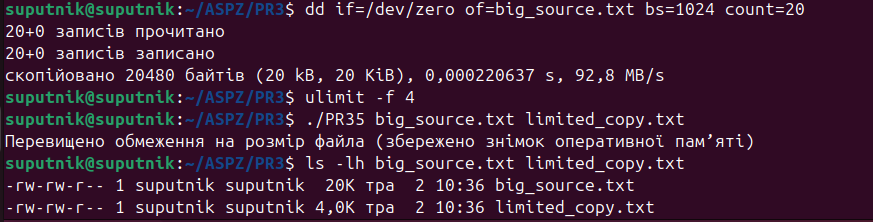 suputnik@suputnik:~/ASPZ/PR3$ dd if=/dev/zero of=big_source.txt bs=1024 count=20
20+0 записів прочитано
20+0 записів записано
скопійовано 20480 байтів (20 kB, 20 KiB), 0,000220637 s, 92,8 MB/s
suputnik@suputnik:~/ASPZ/PR3$ ulimit -f 4
suputnik@suputnik:~/ASPZ/PR3$ ./PR35 big_source.txt limited_copy.txt
Перевищено обмеження на розмір файла (збережено знімок оперативної пам’яті)
suputnik@suputnik:~/ASPZ/PR3$ ls -lh big_source.txt limited_copy.txt
-rw-rw-r-- 1 suputnik suputnik  20K тра  2 10:36 big_source.txt
-rw-rw-r-- 1 suputnik suputnik 4,0K тра  2 10:36 limited_copy.txt